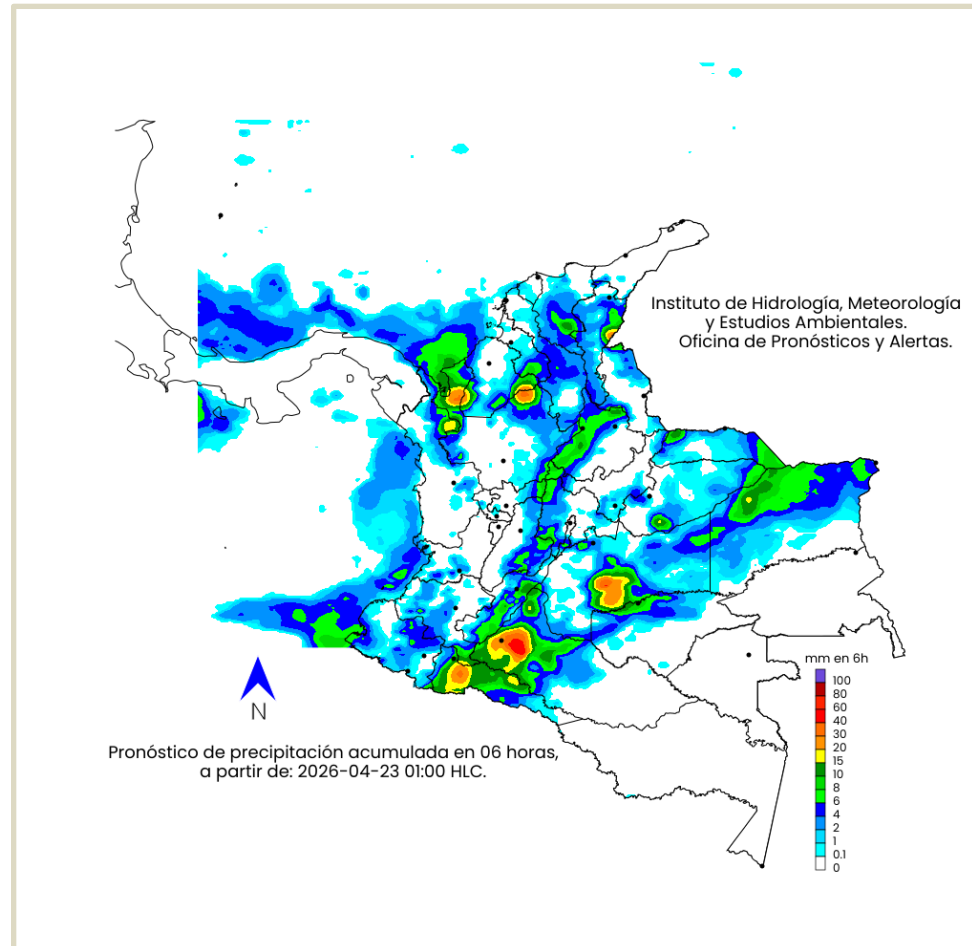 Instituto de Hidrología, Meteorología
y Estudios Ambientales.
Oficina de Pronósticos y Alertas.
mm en 6h
100
80
60
40
30
20
15
10
8
6
4
2
1
0.1
0
N
Pronóstico de precipitación acumulada en 06 horas,
a partir de: 2026-04-23 01:00 HLC.